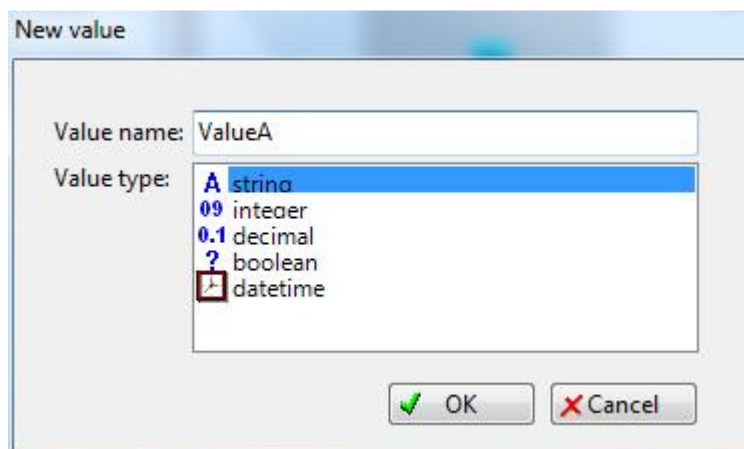 New value
Value name: ValueA
Value type:
A string
09 integer
0.1 decimal
? boolean
datetime
OK
Cancel